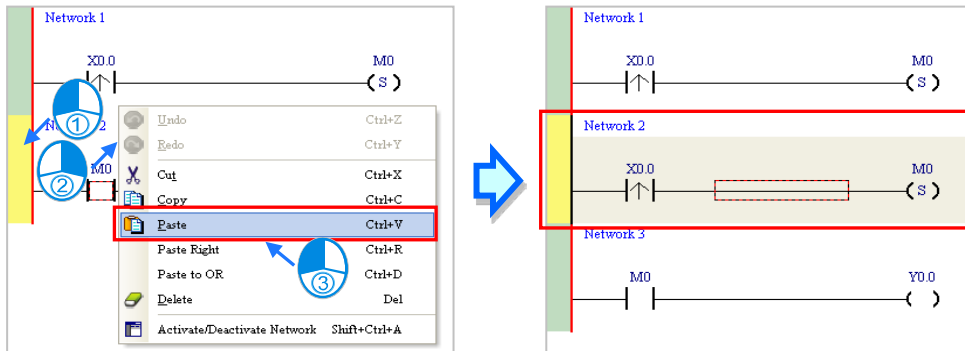 Network 1
X0.0 M0
( S )
① 2
②
M0
Undo Ctrl+Z
Redo Ctrl+Y
Cut Ctrl+X
Copy Ctrl+C
Paste Ctrl+V
Paste Right Ctrl+R
Paste to OR Ctrl+D
③
Delete Del
Activate/Deactivate Network Shift+Ctrl+A
Network 1
X0.0 M0
( S )
Network 2
X0.0 M0
( S )
Network 3
M0 Y0.0
( )